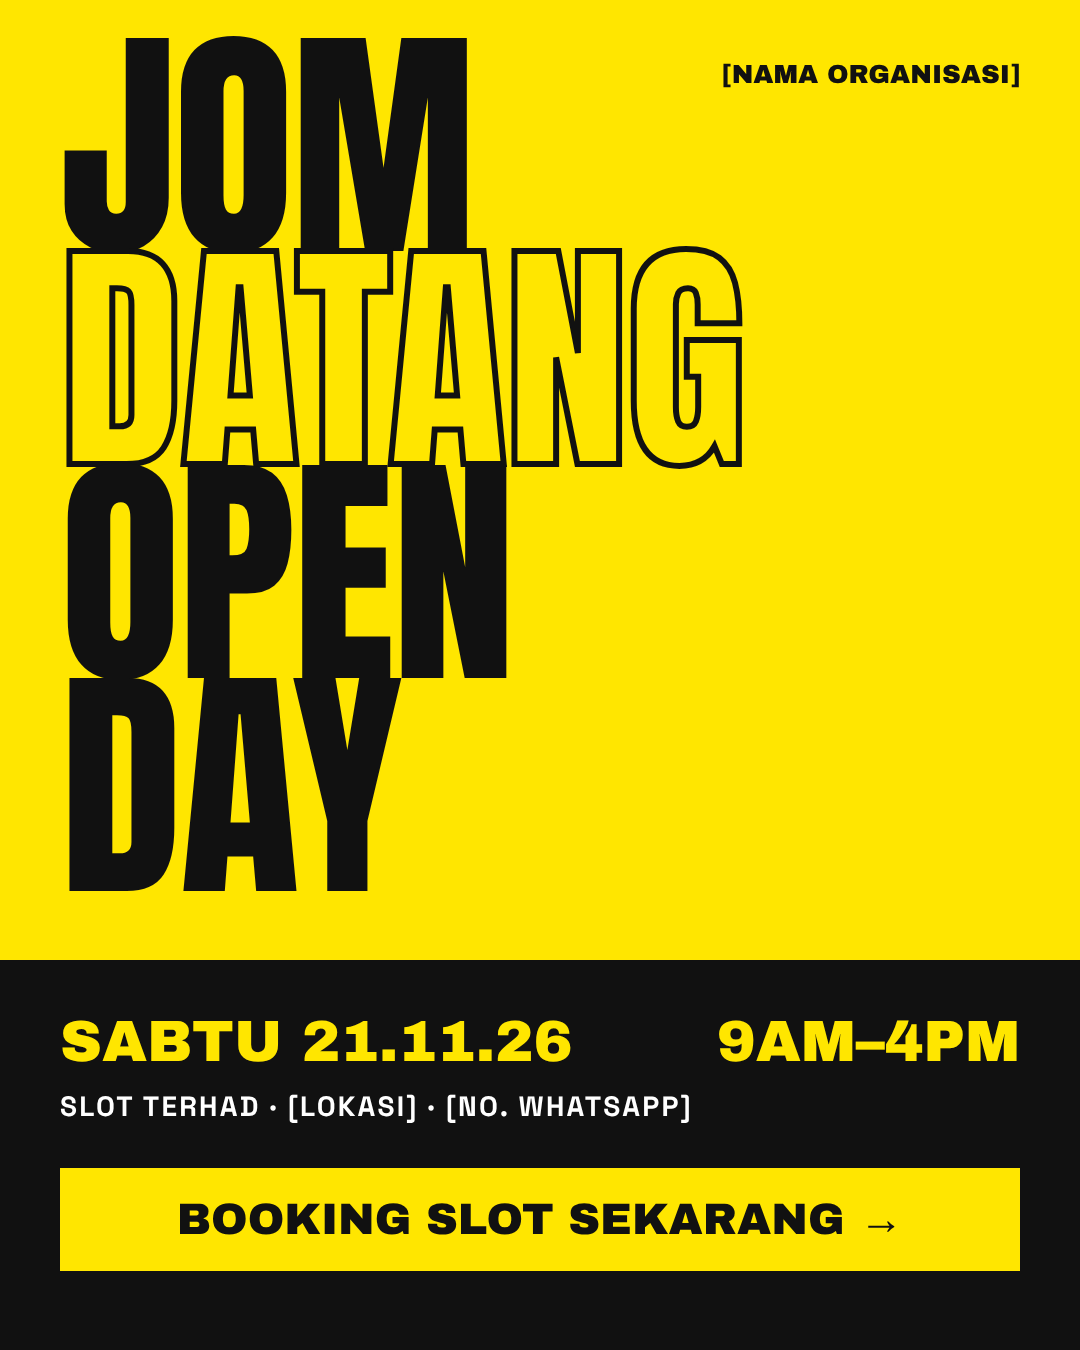 JOM
[NAMA ORGANISASI]
DATANG
OPEN
DAY
SABTU 21.11.26
9AM–4PM
SLOT TERHAD · [LOKASI] · [NO. WHATSAPP]
BOOKING SLOT SEKARANG →